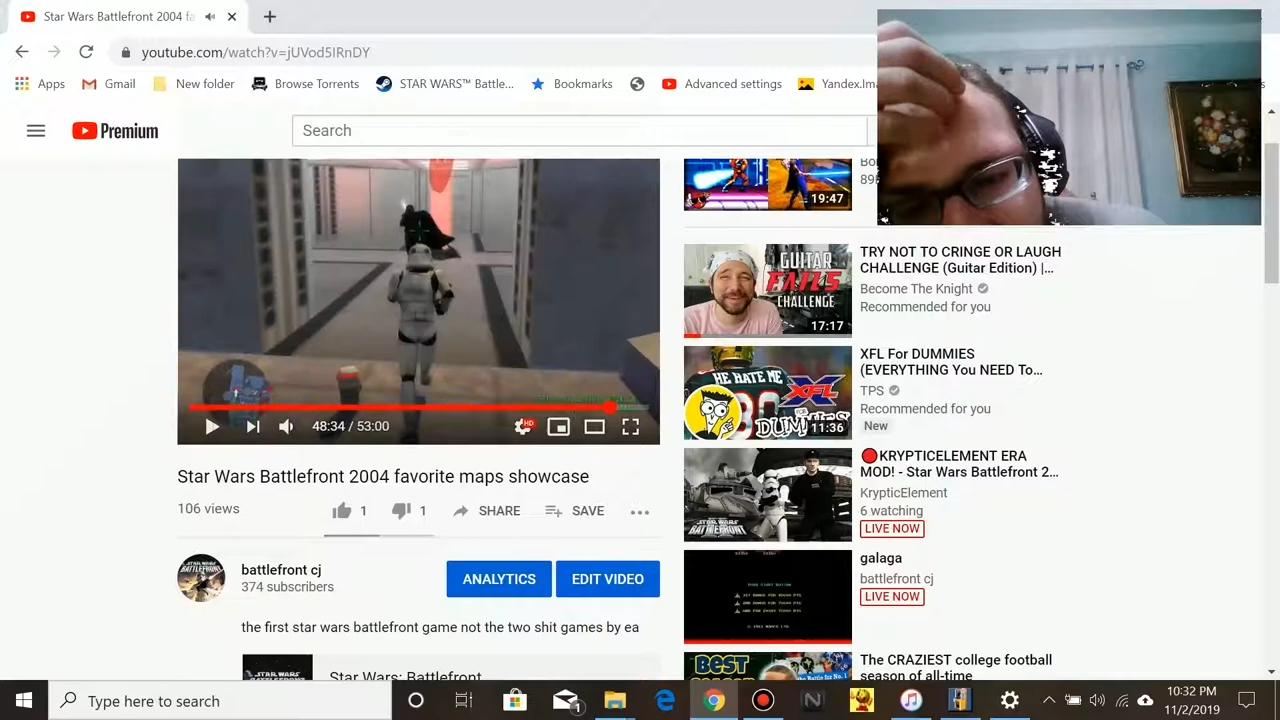 Star Wars Battlefront 2004 fa
youtube.com/watch?v=jUVod5IRnDY
Apps
Gmail
New folder
Browse Torrents
STAR WARS™ Battle...
Bookmarks
Advanced settings
Yandex.Im
Premium
Search
19:47
TRY NOT TO CRINGE OR LAUGH
CHALLENGE (Guitar Edition) |...
Become The Knight
Recommended for you
GUITAR
FAILS
CHALLENGE
17:17
XFL For DUMMIES
(EVERYTHING You NEED To...
TPS
Recommended for you
New
HE HATE ME
XFL
DUM
11:36
48:34 / 53:00
HD
Star Wars Battlefront 2004 favorite maps showcase
106 views
1
1
SHARE
SAVE
KRYPTICELEMENT ERA
MOD! - Star Wars Battlefront 2...
KrypticElement
6 watching
LIVE NOW
galaga
battlefront cj
LIVE NOW
battlefront cj
374 subscribers
ANALYTICS
EDIT VIDEO
first star battlefront game not the two shit games by ea
Star Wars: Battlefront
BEST
The CRAZIEST college football
season of all-time
Type here to search
10:32 PM
11/2/2019